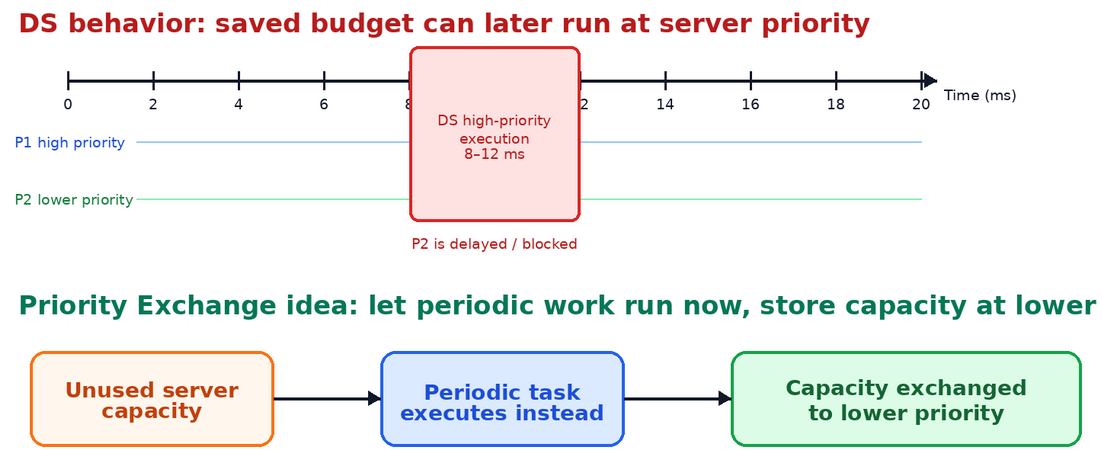 DS behavior: saved budget can later run at server priority
0 2 4 6 8 2 14 16 18 20 Time (ms)
DS high-priority
execution
8–12 ms
P1 high priority
P2 lower priority
P2 is delayed / blocked
Priority Exchange idea: let periodic work run now, store capacity at lower
Unused server
capacity
Periodic task
executes instead
Capacity exchanged
to lower priority